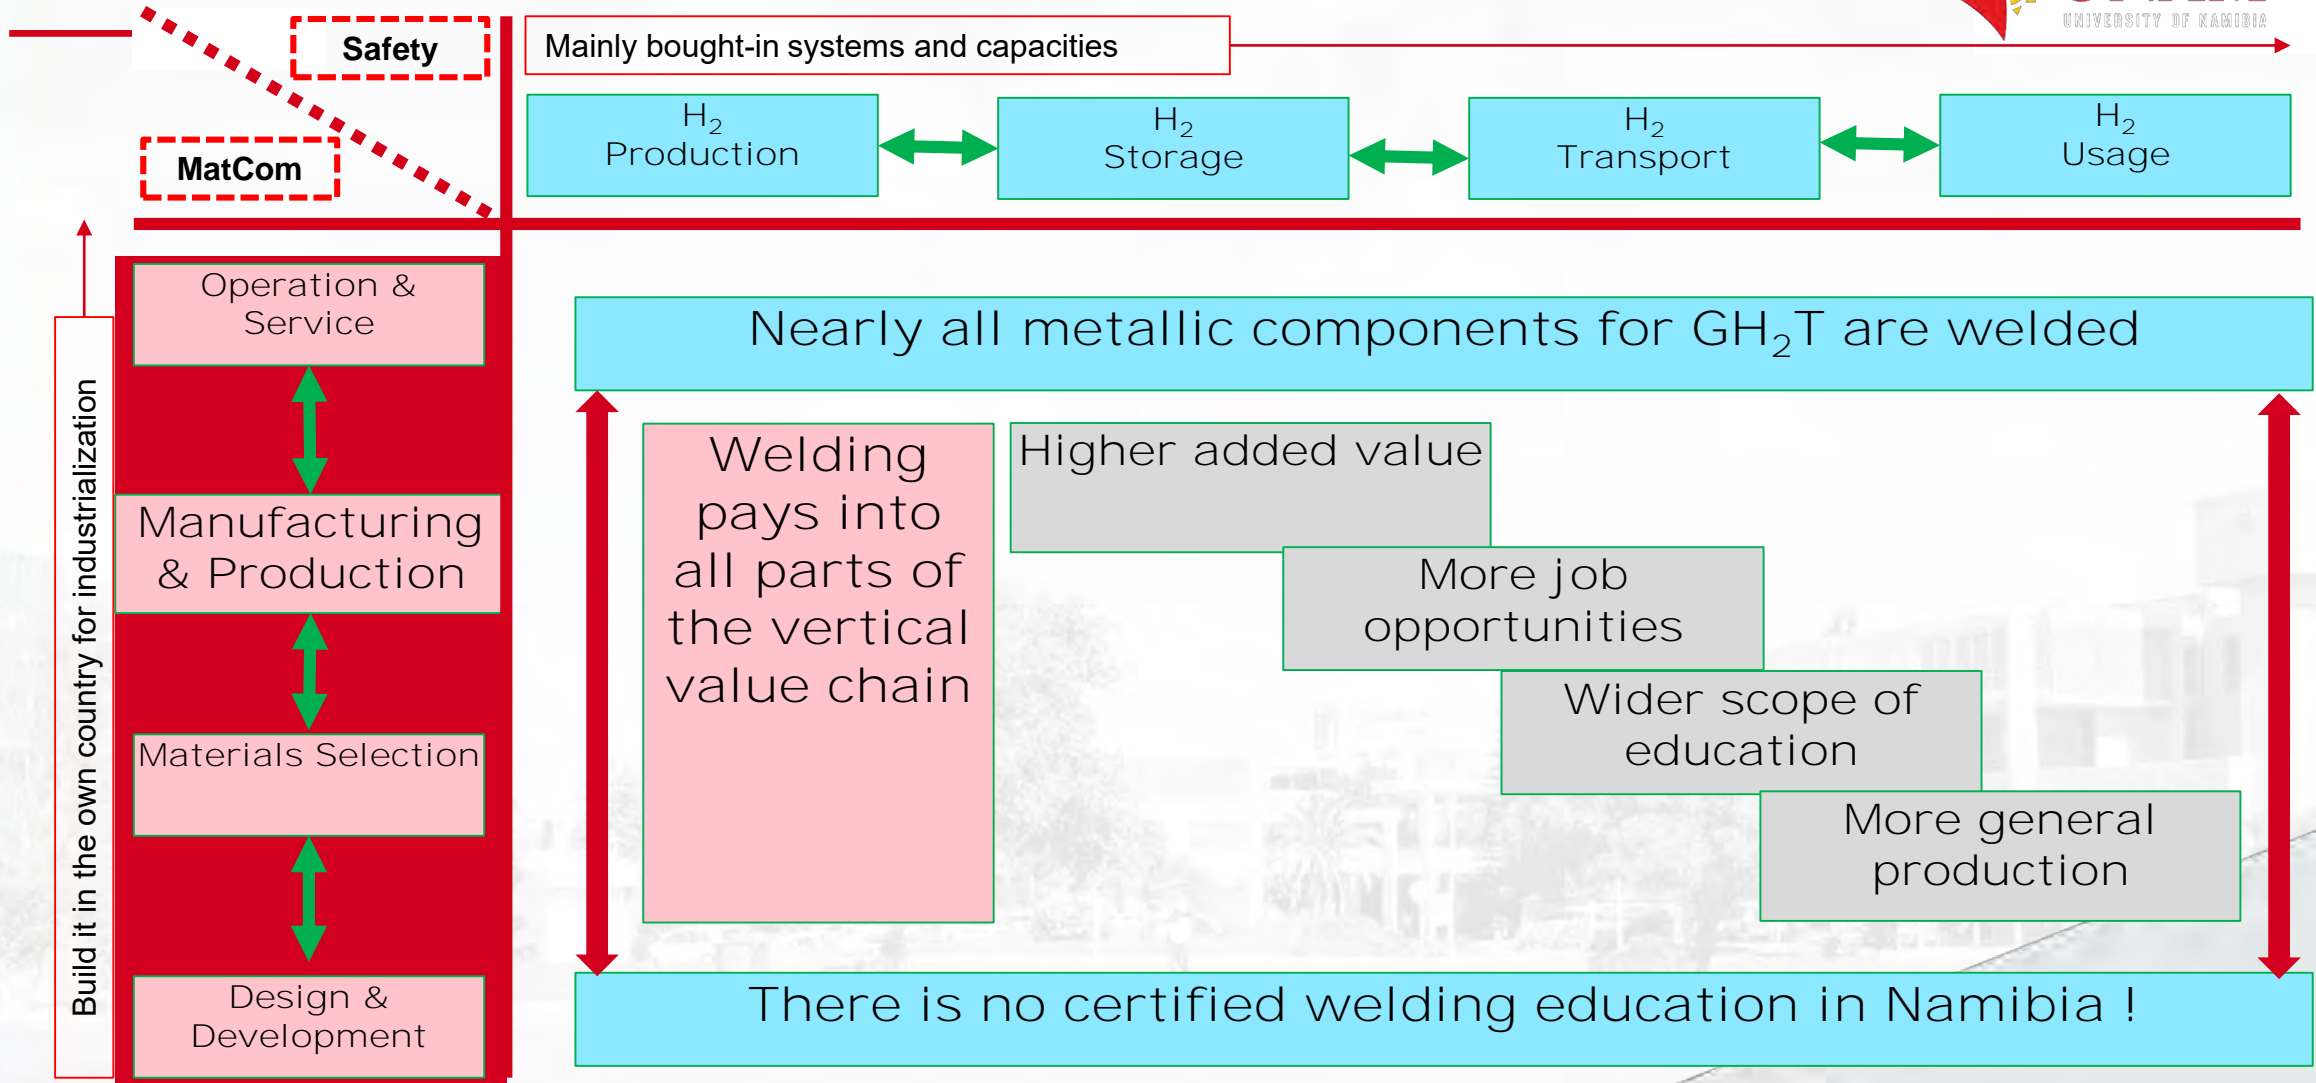 Safety
Mainly bought-in systems and capacities
UNIVERSITY OF NAMIBIA
MatCom
H₂
Production
H₂
Storage
H₂
Transport
H₂
Usage
Build it in the own country for industrialization
Operation &
Service
Manufacturing
& Production
Materials Selection
Design &
Development
Nearly all metallic components for GH₂T are welded
Welding
pays into
all parts of
the vertical
value chain
Higher added value
More job
opportunities
Wider scope of
education
More general
production
There is no certified welding education in Namibia !